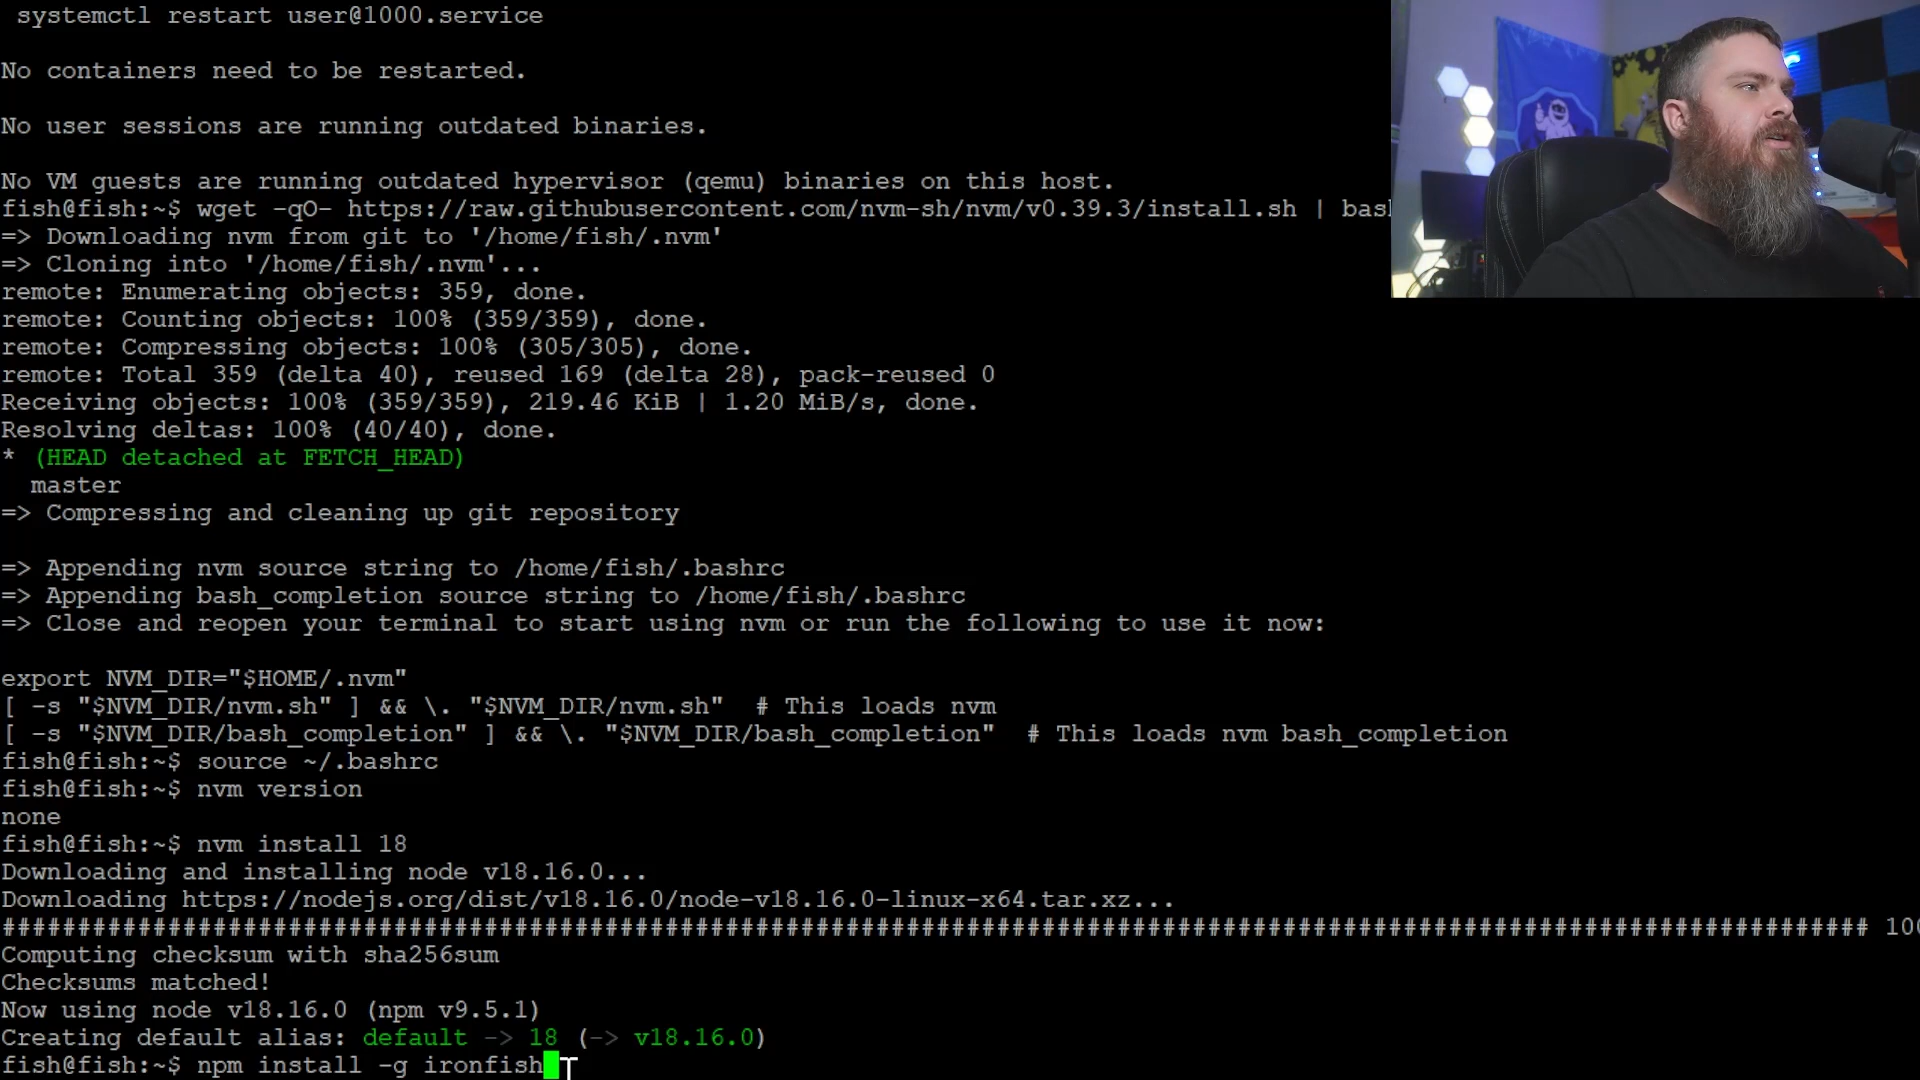 systemctl restart user@1000.service
No containers need to be restarted.
No user sessions are running outdated binaries.
No VM guests are running outdated hypervisor (qemu) binaries on this host.
fish@fish:~$ wget -qO- https://raw.githubusercontent.com/nvm-sh/nvm/v0.39.3/install.sh | bas
=> Downloading nvm from git to '/home/fish/.nvm'
=> Cloning into '/home/fish/.nvm'...
remote: Enumerating objects: 359, done.
remote: Counting objects: 100% (359/359), done.
remote: Compressing objects: 100% (305/305), done.
remote: Total 359 (delta 40), reused 169 (delta 28), pack-reused 0
Receiving objects: 100% (359/359), 219.46 KiB | 1.20 MiB/s, done.
Resolving deltas: 100% (40/40), done.
* (HEAD detached at FETCH_HEAD)
master
=> Compressing and cleaning up git repository
=> Appending nvm source string to /home/fish/.bashrc
=> Appending bash_completion source string to /home/fish/.bashrc
=> Close and reopen your terminal to start using nvm or run the following to use it now:
export NVM_DIR="$HOME/.nvm"
[ -s "$NVM_DIR/nvm.sh" ] && \. "$NVM_DIR/nvm.sh"  # This loads nvm
[ -s "$NVM_DIR/bash_completion" ] && \. "$NVM_DIR/bash_completion"  # This loads nvm bash_completion
fish@fish:~$ source ~/.bashrc
fish@fish:~$ nvm version
none
fish@fish:~$ nvm install 18
Downloading and installing node v18.16.0...
Downloading https://nodejs.org/dist/v18.16.0/node-v18.16.0-linux-x64.tar.xz...
############################################################################################################################ 100
Computing checksum with sha256sum
Checksums matched!
Now using node v18.16.0 (npm v9.5.1)
Creating default alias: default -> 18 (-> v18.16.0)
fish@fish:~$ npm install -g ironfish